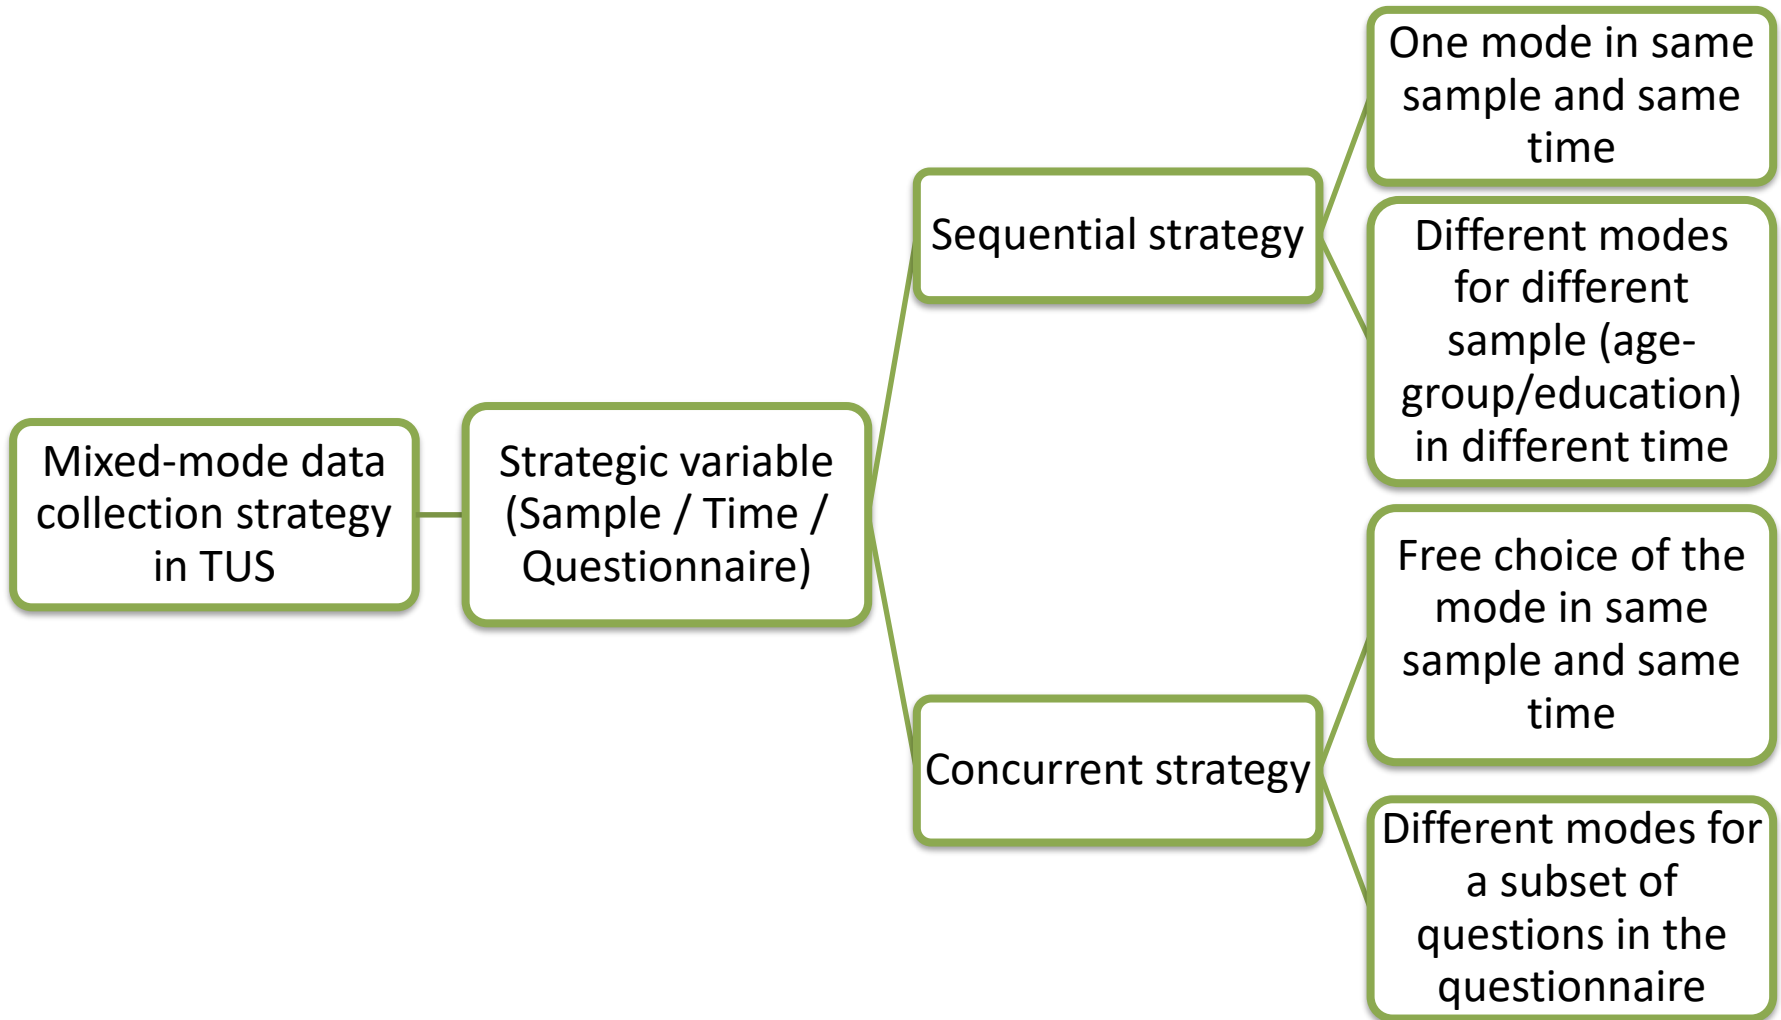 Mixed-mode data
collection strategy
in TUS
Strategic variable
(Sample / Time /
Questionnaire)
Sequential strategy
One mode in same
sample and same
time
Different modes
for different
sample (age-
group/education)
in different time
Concurrent strategy
Free choice of the
mode in same
sample and same
time
Different modes for
a subset of
questions in the
questionnaire